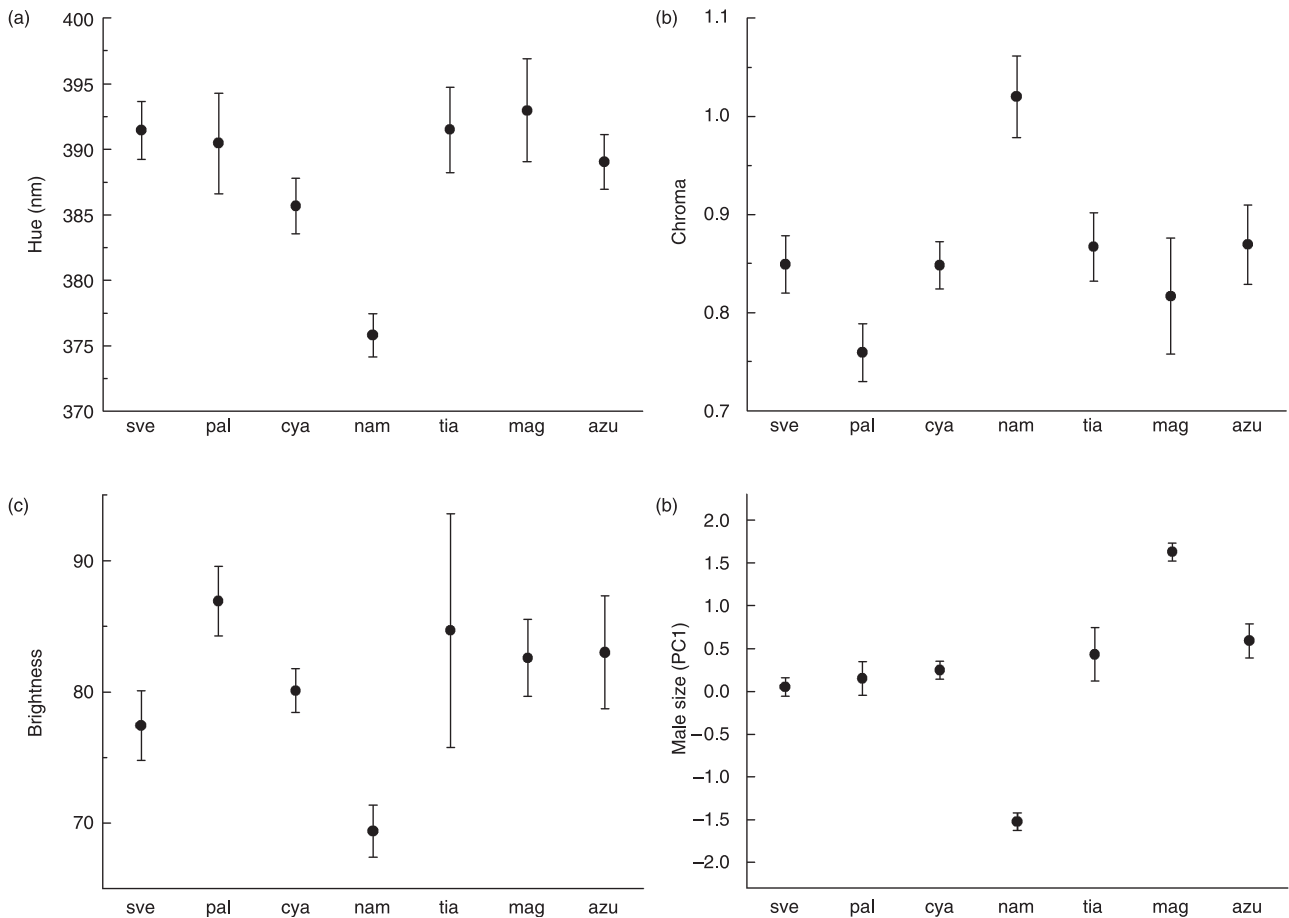 (a)
400
395
390
385
380
375
370
Hue (nm)
sve pal cya nam tia mag azu
(b)
1.1
1.0
0.9
0.8
0.7
Chroma
sve pal cya nam tia mag azu
(c)
90
80
70
Brightness
sve pal cya nam tia mag azu
(b)
2.0
1.5
1.0
0.5
0.0
−0.5
−1.0
−1.5
−2.0
Male size (PC1)
sve pal cya nam tia mag azu